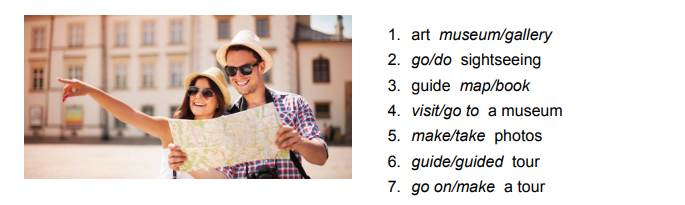 1. art museum/gallery
2. go/do sightseeing
3. guide map/book
4. visit/go to a museum
5. make/take photos
6. guide/guided tour
7. go on/make a tour